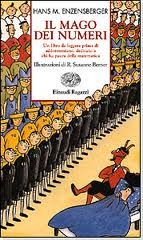 HANS M. ENZENSBERGER
IL MAGO
DEI NUMERI
Un libro da leggere prima di
addormentarsi, dedicato a
chi ha paura della matematica
Illustrazioni di R. Susanne Berner
Einaudi Ragazzi